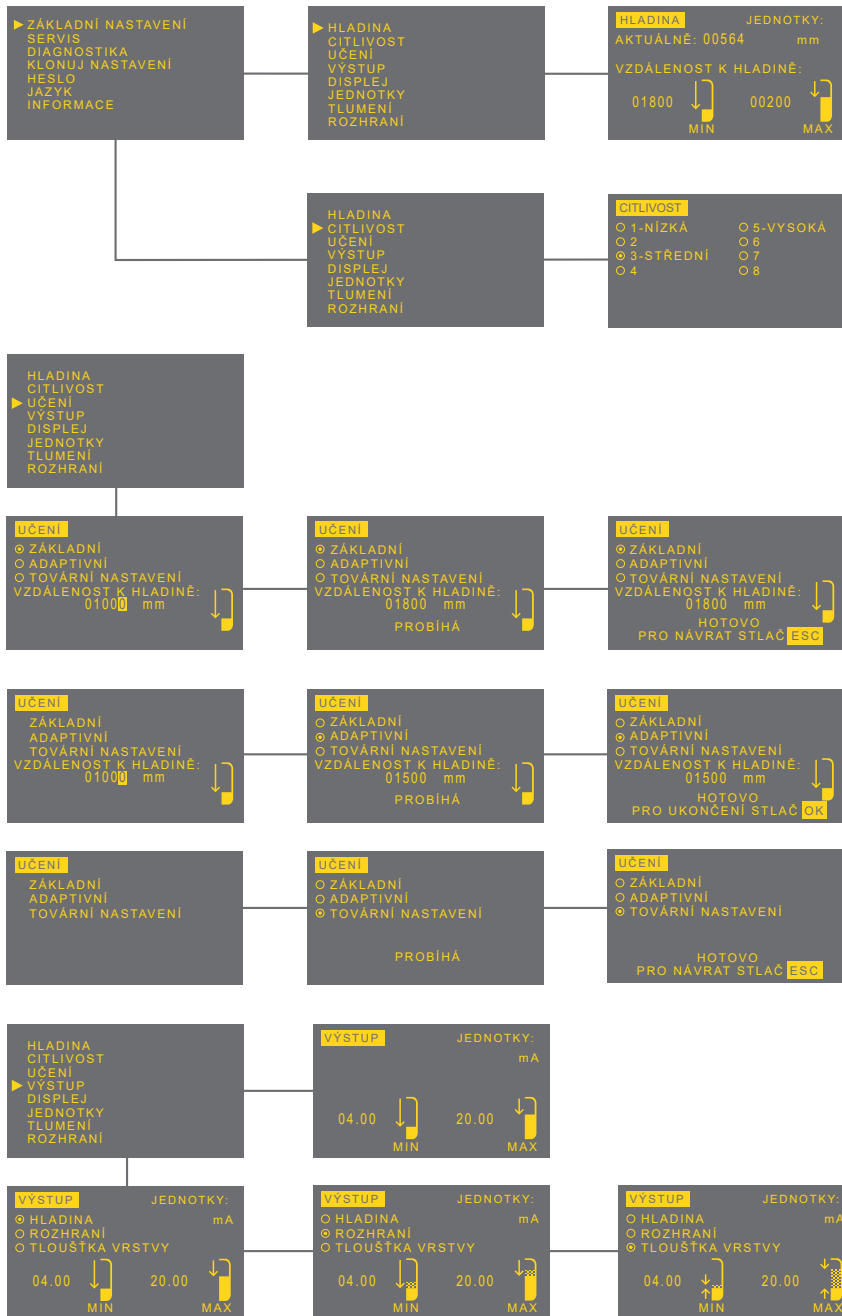 ZÁKLADNÍ NASTAVENÍ
SERVIS
DIAGNOSTIKA
KLONUJ NASTAVENÍ
HESLO
JAZYK
INFORMACE
HLADINA
CITLIVOST
UČENÍ
VÝSTUP
DISPLEJ
JEDNOTKY
TLUMENÍ
ROZHRANÍ
HLADINA JEDNOTKY:
AKTUÁLNĚ: 00564 mm
VZDÁLENOST K HLADINĚ:
01800 00200
MIN MAX
HLADINA
CITLIVOST
UČENÍ
VÝSTUP
DISPLEJ
JEDNOTKY
TLUMENÍ
ROZHRANÍ
CITLIVOST
1-NÍZKÁ 5-VYSOKÁ
2 6
3-STŘEDNÍ 7
4 8
HLADINA
CITLIVOST
UČENÍ
VÝSTUP
DISPLEJ
JEDNOTKY
TLUMENÍ
ROZHRANÍ
UČENÍ
ZÁKLADNÍ
ADAPTIVNÍ
TOVÁRNÍ NASTAVENÍ
VZDÁLENOST K HLADINĚ:
01000 mm
UČENÍ
ZÁKLADNÍ
ADAPTIVNÍ
TOVÁRNÍ NASTAVENÍ
VZDÁLENOST K HLADINĚ:
01800 mm
PROBÍHÁ
UČENÍ
ZÁKLADNÍ
ADAPTIVNÍ
TOVÁRNÍ NASTAVENÍ
VZDÁLENOST K HLADINĚ:
01800 mm
HOTOVO
PRO NÁVRAT STLAČ ESC
UČENÍ
ZÁKLADNÍ
ADAPTIVNÍ
TOVÁRNÍ NASTAVENÍ
VZDÁLENOST K HLADINĚ:
01000 mm
UČENÍ
ZÁKLADNÍ
ADAPTIVNÍ
TOVÁRNÍ NASTAVENÍ
VZDÁLENOST K HLADINĚ:
01500 mm
PROBÍHÁ
UČENÍ
ZÁKLADNÍ
ADAPTIVNÍ
TOVÁRNÍ NASTAVENÍ
VZDÁLENOST K HLADINĚ:
01500 mm
HOTOVO
PRO UKONČENÍ STLAČ OK
UČENÍ
ZÁKLADNÍ
ADAPTIVNÍ
TOVÁRNÍ NASTAVENÍ
UČENÍ
ZÁKLADNÍ
ADAPTIVNÍ
TOVÁRNÍ NASTAVENÍ
PROBÍHÁ
UČENÍ
ZÁKLADNÍ
ADAPTIVNÍ
TOVÁRNÍ NASTAVENÍ
HOTOVO
PRO NÁVRAT STLAČ ESC
HLADINA
CITLIVOST
UČENÍ
VÝSTUP
DISPLEJ
JEDNOTKY
TLUMENÍ
ROZHRANÍ
VÝSTUP JEDNOTKY:
mA
04.00 20.00
MIN MAX
VÝSTUP JEDNOTKY:
HLADINA mA
ROZHRANÍ
TLOUŠŤKA VRSTVY
04.00 20.00
MIN MAX
VÝSTUP JEDNOTKY:
HLADINA mA
ROZHRANÍ
TLOUŠŤKA VRSTVY
04.00 20.00
MIN MAX
VÝSTUP JEDNOTKY:
HLADINA mA
ROZHRANÍ
TLOUŠŤKA VRSTVY
04.00 20.00
MIN MAX